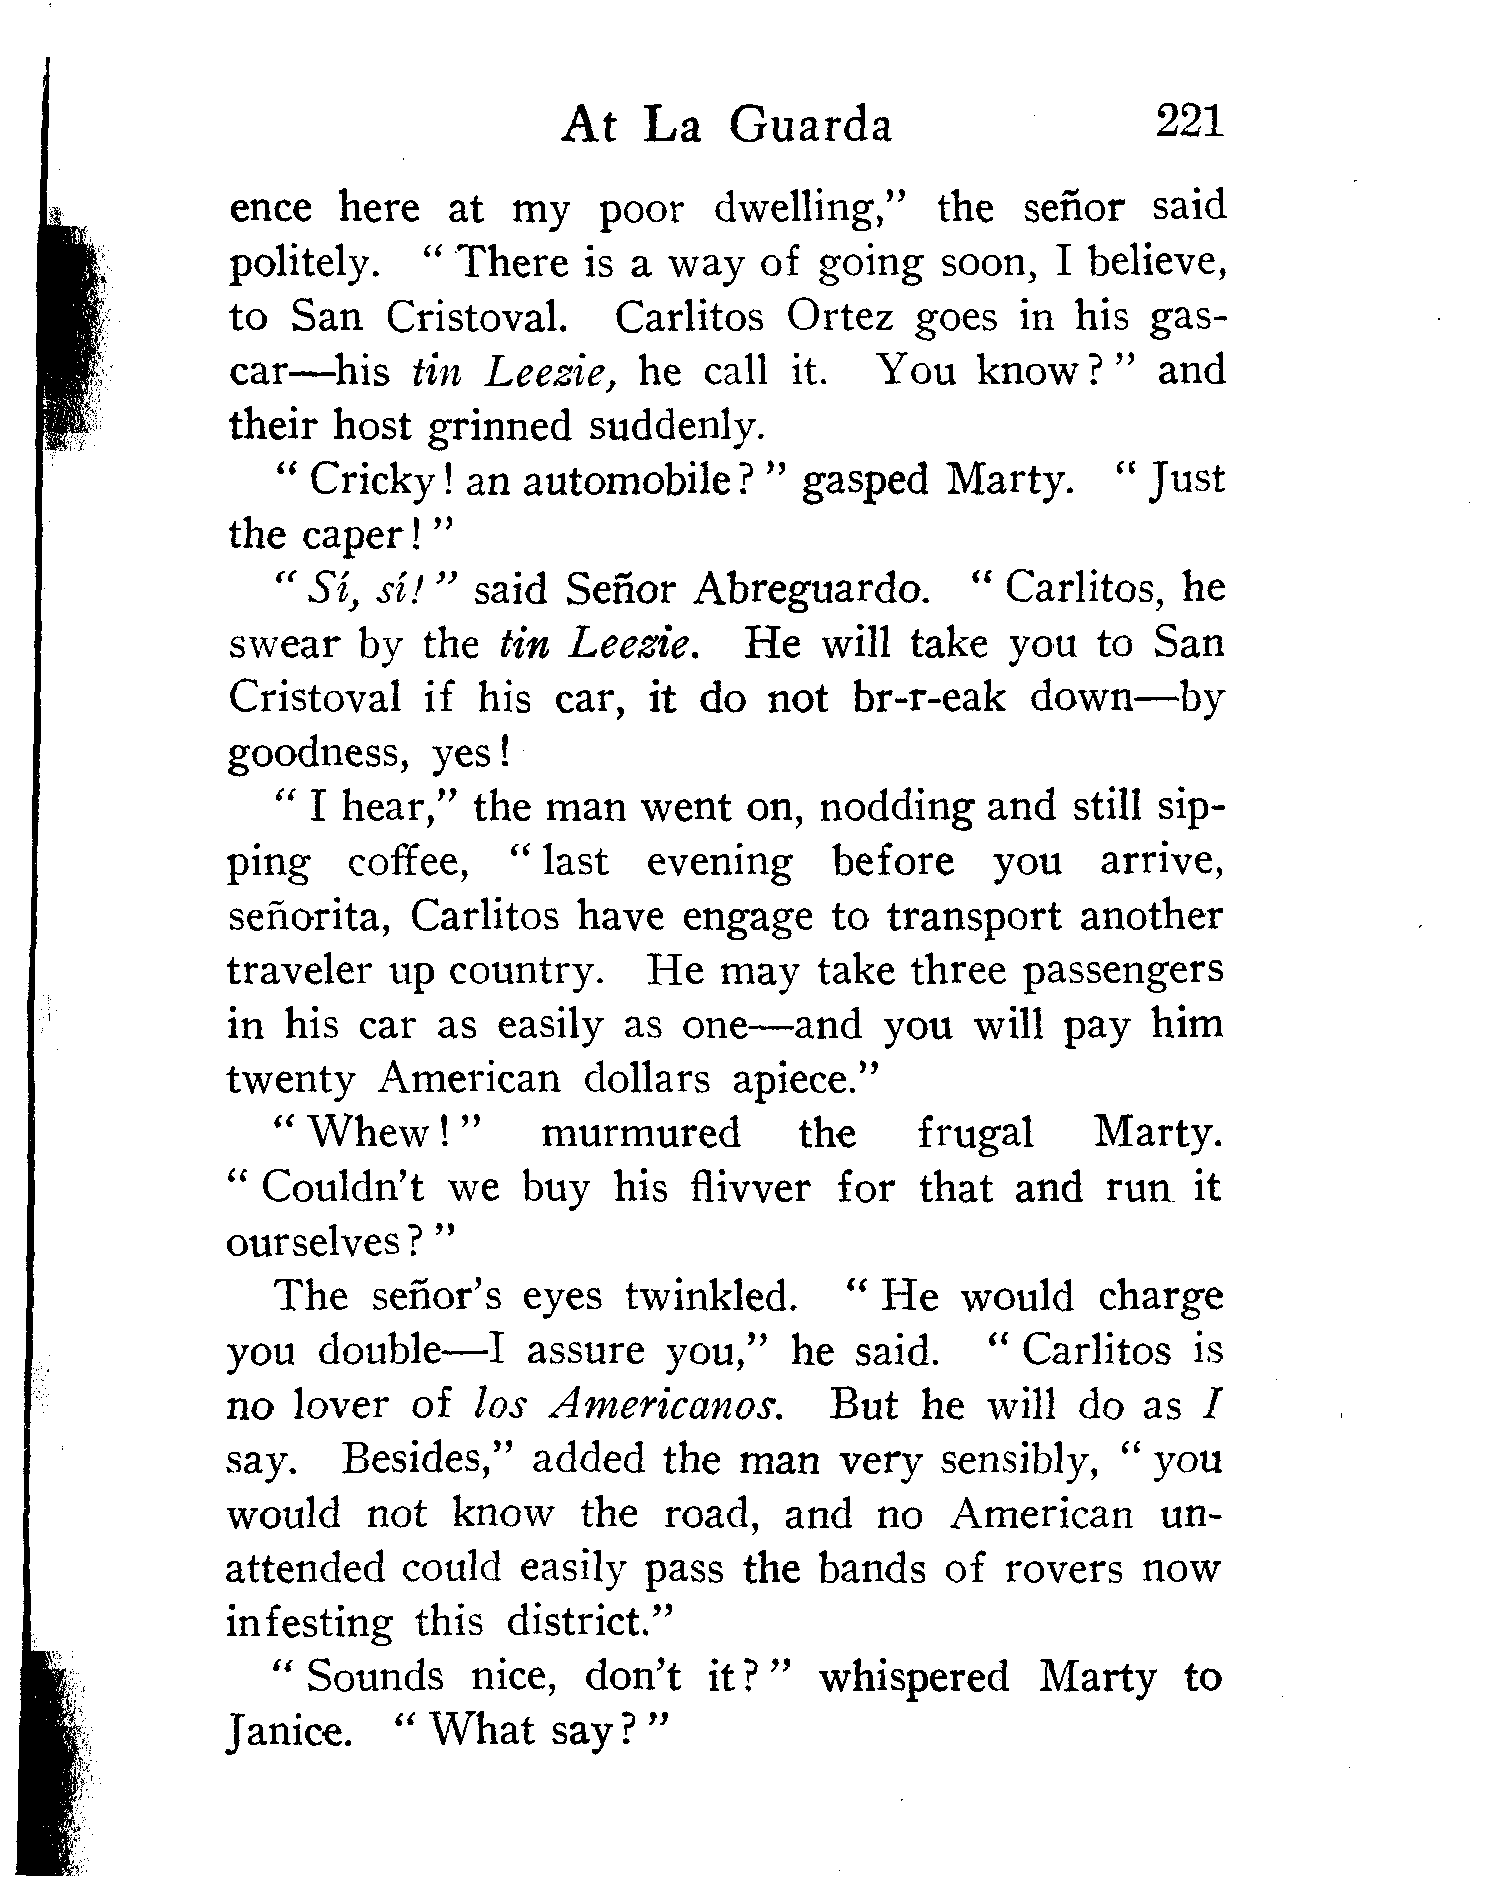 At La Guarda 221
ence here at my poor dwelling,” the señor said
politely. “ There is a way of going soon, I believe,
to San Cristoval. Carlitos Ortez goes in his gas-
car—his tin Leezie, he call it. You know? ” and
their host grinned suddenly.
“ Cricky! an automobile? ” gasped Marty. “ Just
the caper! ”
“ Sí, sí! ” said Señor Abreguardo. “ Carlitos, he
swear by the tin Leezie. He will take you to San
Cristoval if his car, it do not br-r-eak down—by
goodness, yes!
“ I hear,” the man went on, nodding and still sip-
ping coffee, “ last evening before you arrive,
señorita, Carlitos have engage to transport another
traveler up country. He may take three passengers
in his car as easily as one—and you will pay him
twenty American dollars apiece.”
“ Whew! ” murmured the frugal Marty.
“ Couldn’t we buy his flivver for that and run it
ourselves? ”
The señor’s eyes twinkled. “ He would charge
you double—I assure you,” he said. “ Carlitos is
no lover of los Americanos. But he will do as I
say. Besides,” added the man very sensibly, “ you
would not know the road, and no American un-
attended could easily pass the bands of rovers now
infesting this district.”
“ Sounds nice, don’t it? ” whispered Marty to
Janice. “ What say? ”